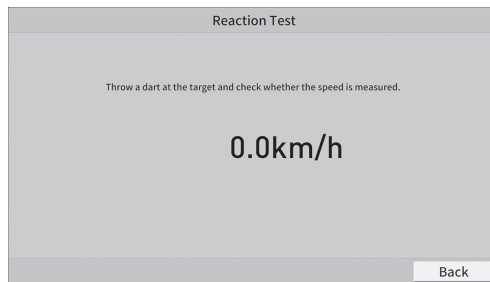 Reaction Test
Throw a dart at the target and check whether the speed is measured.
0.0km/h
Back